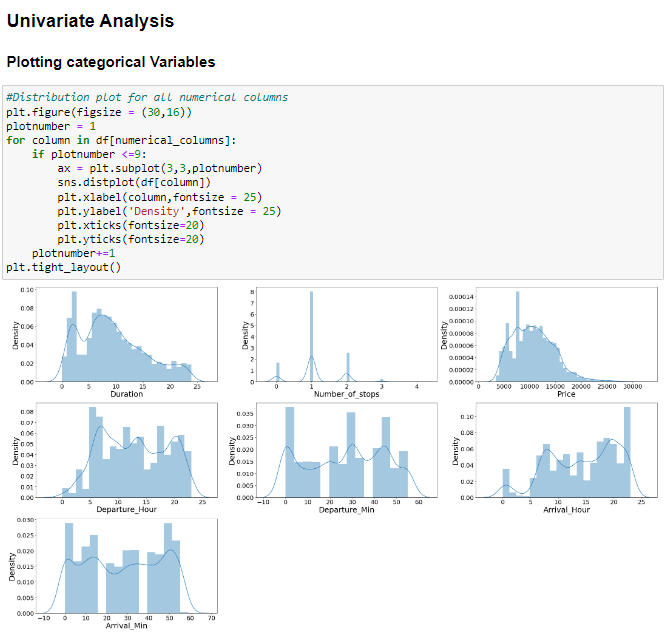 Univariate Analysis
Plotting categorical Variables
#Distribution plot for all numerical columns
plt.figure(figsize = (30,16))
plotnumber = 1
for column in df[numerical_columns]:
    if plotnumber <=9:
        ax = plt.subplot(3,3,plotnumber)
        sns.distplot(df[column])
        plt.xlabel(column,fontsize = 25)
        plt.ylabel('Density',fontsize = 25)
        plt.xticks(fontsize=20)
        plt.yticks(fontsize=20)
    plotnumber+=1
plt.tight_layout()
0.10
0.08
0.06
0.04
0.02
0.00
Density
0 5 10 15 20 25
Duration
8
7
6
5
4
3
2
1
0
Density
0 1 2 3 4
Number_of_stops
0.00014
0.00012
0.00010
0.00008
0.00006
0.00004
0.00002
0.00000
Density
0 5000 10000 15000 20000 25000 30000
Price
0.08
0.07
0.06
0.05
0.04
0.03
0.02
0.01
0.00
Density
0 5 10 15 20 25
Departure_Hour
0.035
0.030
0.025
0.020
0.015
0.010
0.005
0.000
Density
−10 0 10 20 30 40 50 60
Departure_Min
0.10
0.08
0.06
0.04
0.02
0.00
Density
0 5 10 15 20 25
Arrival_Hour
0.030
0.025
0.020
0.015
0.010
0.005
0.000
Density
−10 0 10 20 30 40 50 60 70
Arrival_Min